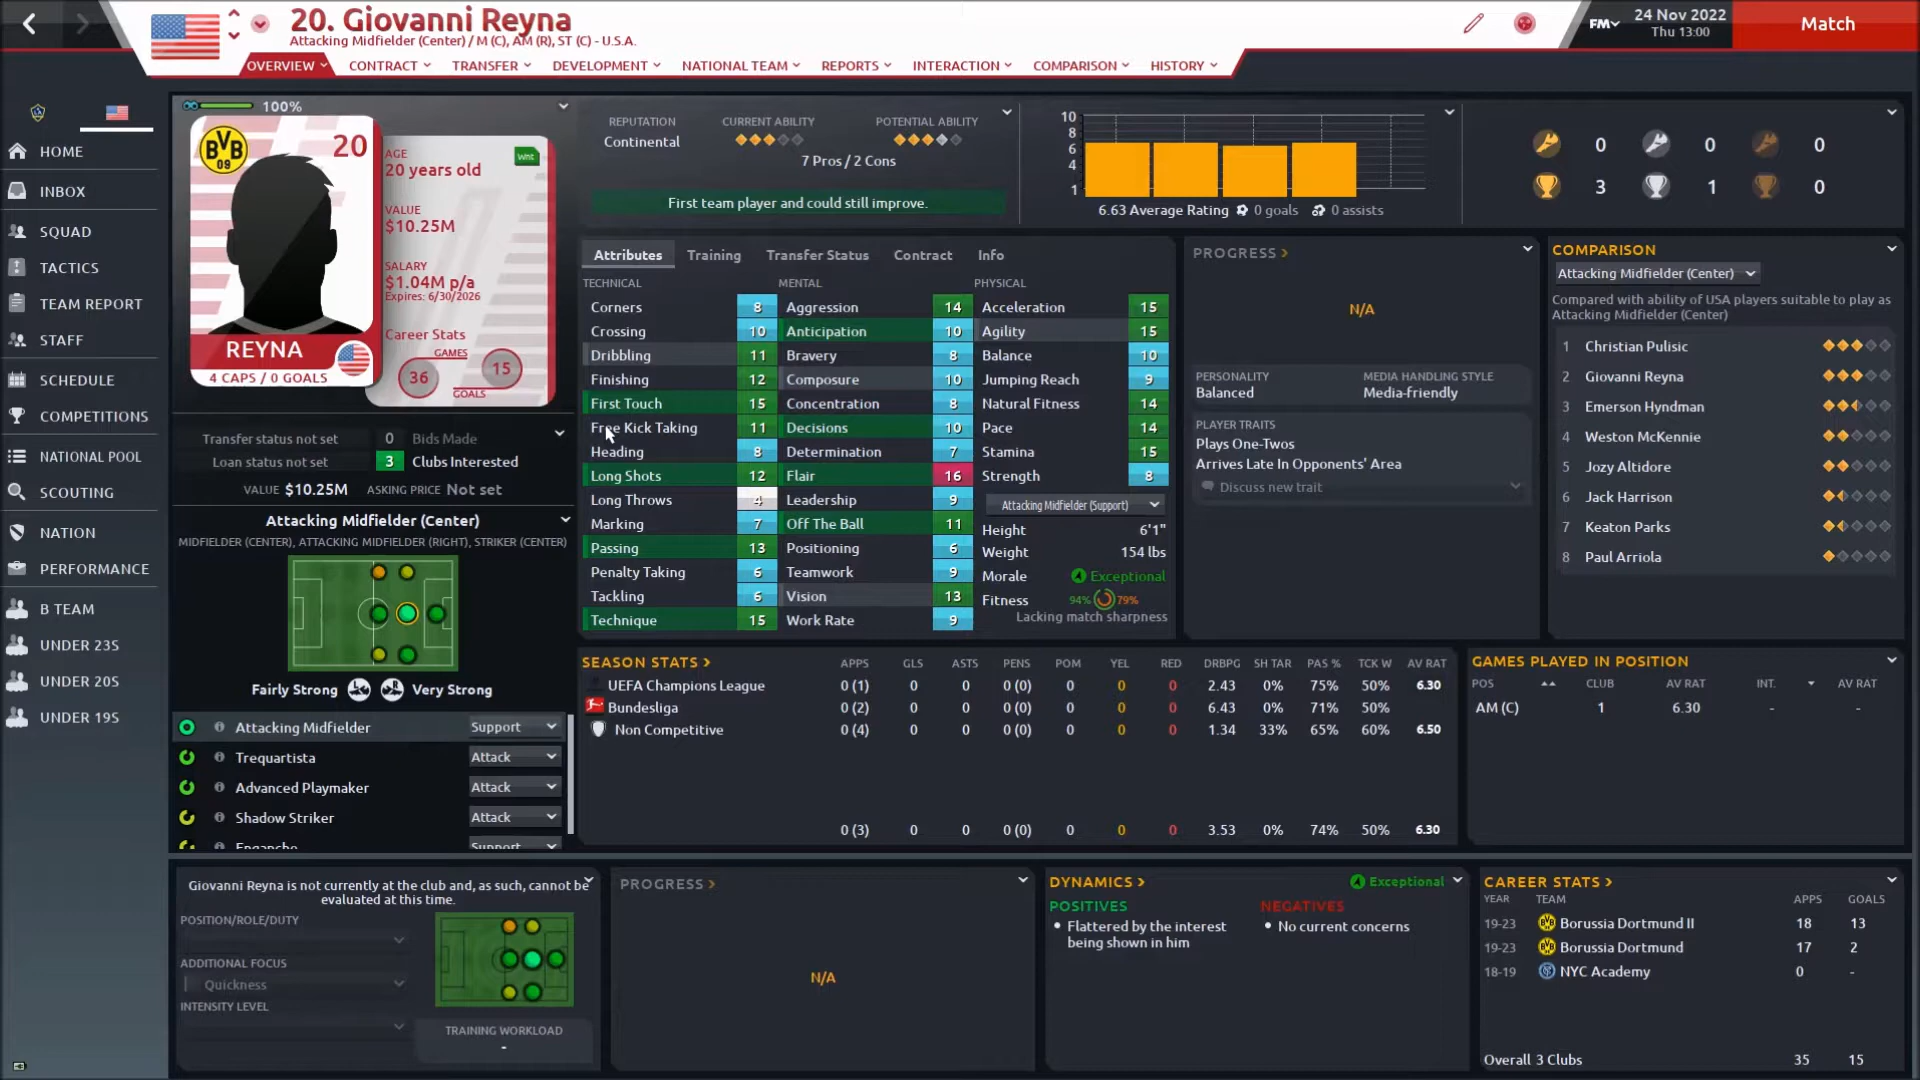 20. Giovanni Reyna
Attacking Midfielder (Center) / M (C), AM (R), ST (C) - U.S.A.
FM
24 Nov 2022
Thu 13:00
Match
OVERVIEW
CONTRACT
TRANSFER
DEVELOPMENT
NATIONAL TEAM
REPORTS
INTERACTION
COMPARISON
HISTORY
HOME
INBOX
SQUAD
TACTICS
TEAM REPORT
STAFF
SCHEDULE
COMPETITIONS
NATIONAL POOL
SCOUTING
NATION
PERFORMANCE
B TEAM
UNDER 23S
UNDER 20S
UNDER 19S
100%
BVB
09
20
Wnt
AGE
20 years old
VALUE
$10.25M
SALARY
$1.04M p/a
Expires: 6/30/2026
Career Stats
GAMES
36
15
GOALS
REYNA
4 CAPS / 0 GOALS
Transfer status not set
0 Bids Made
Loan status not set
3 Clubs Interested
VALUE $10.25M ASKING PRICE Not set
Attacking Midfielder (Center)
MIDFIELDER (CENTER), ATTACKING MIDFIELDER (RIGHT), STRIKER (CENTER)
Fairly Strong L R Very Strong
Attacking Midfielder Support
Trequartista Attack
Advanced Playmaker Attack
Shadow Striker Attack
Enganche Support
REPUTATION
Continental
CURRENT ABILITY
POTENTIAL ABILITY
7 Pros / 2 Cons
First team player and could still improve.
10
8
6
4
1
6.63 Average Rating 0 goals 0 assists
0 0 0
3 1 0
Attributes Training Transfer Status Contract Info
TECHNICAL MENTAL PHYSICAL
Corners 8 Aggression 14 Acceleration 15
Crossing 10 Anticipation 10 Agility 15
Dribbling 11 Bravery 8 Balance 10
Finishing 12 Composure 10 Jumping Reach 9
First Touch 15 Concentration 8 Natural Fitness 14
Free Kick Taking 11 Decisions 10 Pace 14
Heading 8 Determination 7 Stamina 15
Long Shots 12 Flair 16 Strength 8
Long Throws 4 Leadership 9 Attacking Midfielder (Support)
Marking 7 Off The Ball 11 Height 6'1"
Passing 13 Positioning 6 Weight 154 lbs
Penalty Taking 6 Teamwork 9 Morale Exceptional
Tackling 6 Vision 13 Fitness 94% 79%
Technique 15 Work Rate 9 Lacking match sharpness
PROGRESS >
N/A
PERSONALITY
Balanced
MEDIA HANDLING STYLE
Media-friendly
PLAYER TRAITS
Plays One-Twos
Arrives Late In Opponents' Area
Discuss new trait
COMPARISON
Attacking Midfielder (Center)
Compared with ability of USA players suitable to play as
Attacking Midfielder (Center)
1 Christian Pulisic
2 Giovanni Reyna
3 Emerson Hyndman
4 Weston McKennie
5 Jozy Altidore
6 Jack Harrison
7 Keaton Parks
8 Paul Arriola
SEASON STATS > APPS GLS ASTS PENS POM YEL RED DRBPG SH TAR PAS % TCK W AV RAT
UEFA Champions League 0 (1) 0 0 0 (0) 0 0 0 2.43 0% 75% 50% 6.30
Bundesliga 0 (2) 0 0 0 (0) 0 0 0 6.43 0% 71% 50%
Non Competitive 0 (4) 0 0 0 (0) 0 0 0 1.34 33% 65% 60% 6.50
0 (3) 0 0 0 (0) 0 0 0 3.53 0% 74% 50% 6.30
GAMES PLAYED IN POSITION
POS CLUB AV RAT INT. AV RAT
AM (C) 1 6.30 - -
Giovanni Reyna is not currently at the club and, as such, cannot be
evaluated at this time.
POSITION/ROLE/DUTY
ADDITIONAL FOCUS
Quickness
INTENSITY LEVEL
TRAINING WORKLOAD
-
PROGRESS >
N/A
DYNAMICS >
Exceptional
POSITIVES
Flattered by the interest
being shown in him
NEGATIVES
No current concerns
CAREER STATS >
YEAR TEAM APPS GOALS
19-23 Borussia Dortmund II 18 13
19-23 Borussia Dortmund 17 2
18-19 NYC Academy 0 -
Overall 3 Clubs 35 15